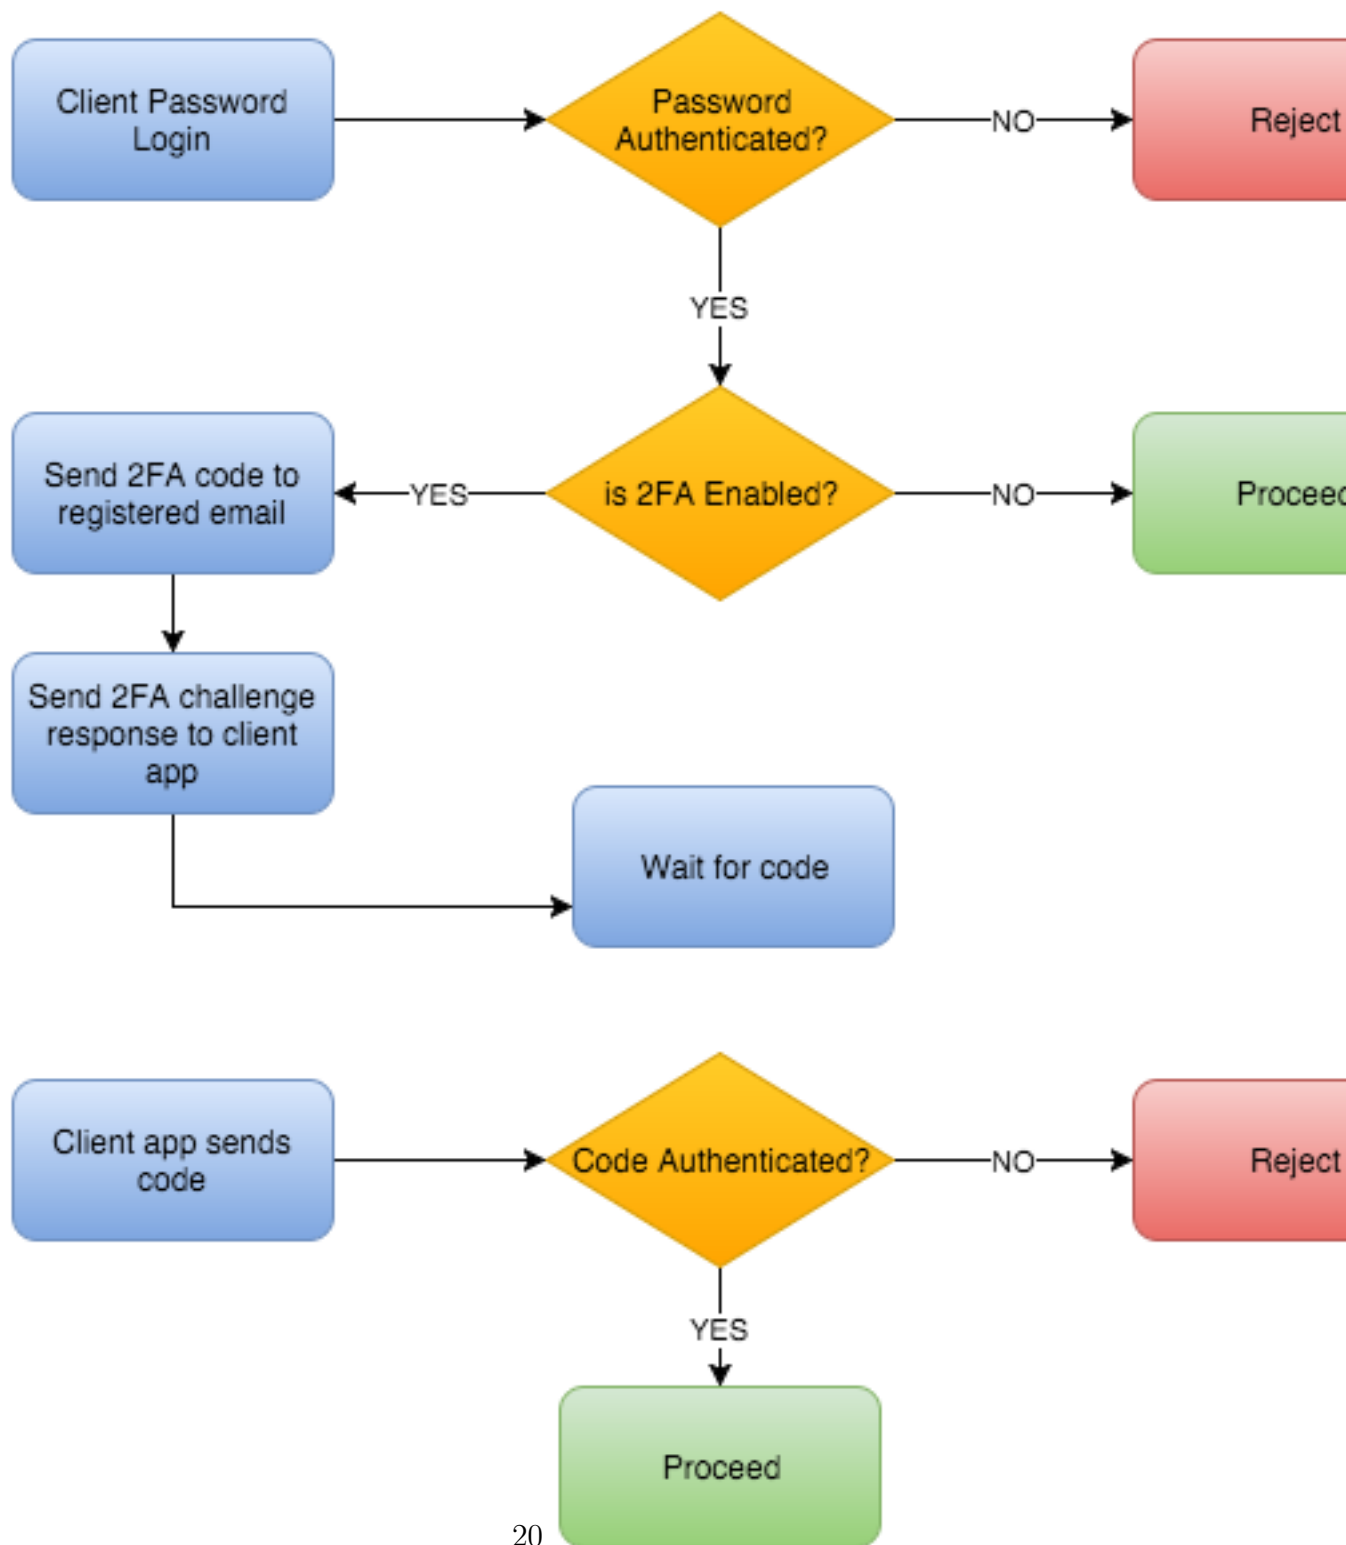 Client Password
Login
Password
Authenticated?
NO
Reject
YES
Send 2FA code to
registered email
YES
is 2FA Enabled?
NO
Proceed
Send 2FA challenge
response to client
app
Wait for code
Client app sends
code
Code Authenticated?
NO
Reject
YES
Proceed
20